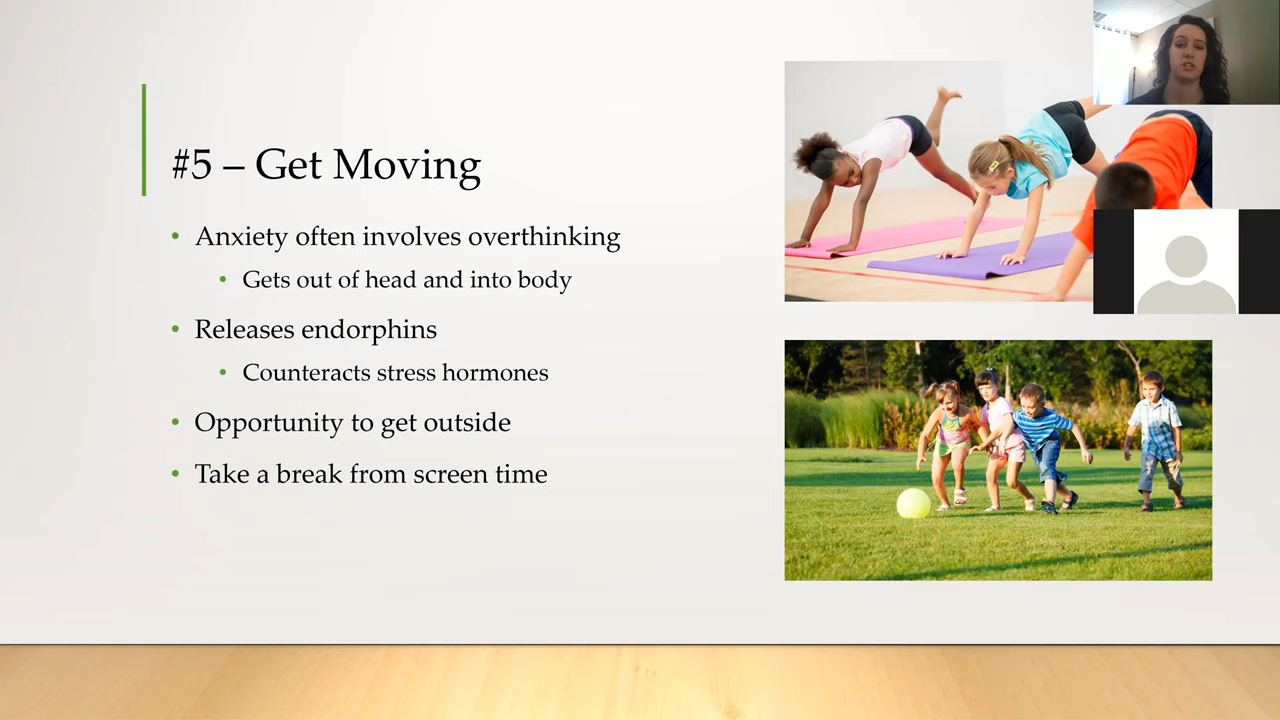 #5 – Get Moving
• Anxiety often involves overthinking
• Gets out of head and into body
• Releases endorphins
• Counteracts stress hormones
• Opportunity to get outside
• Take a break from screen time